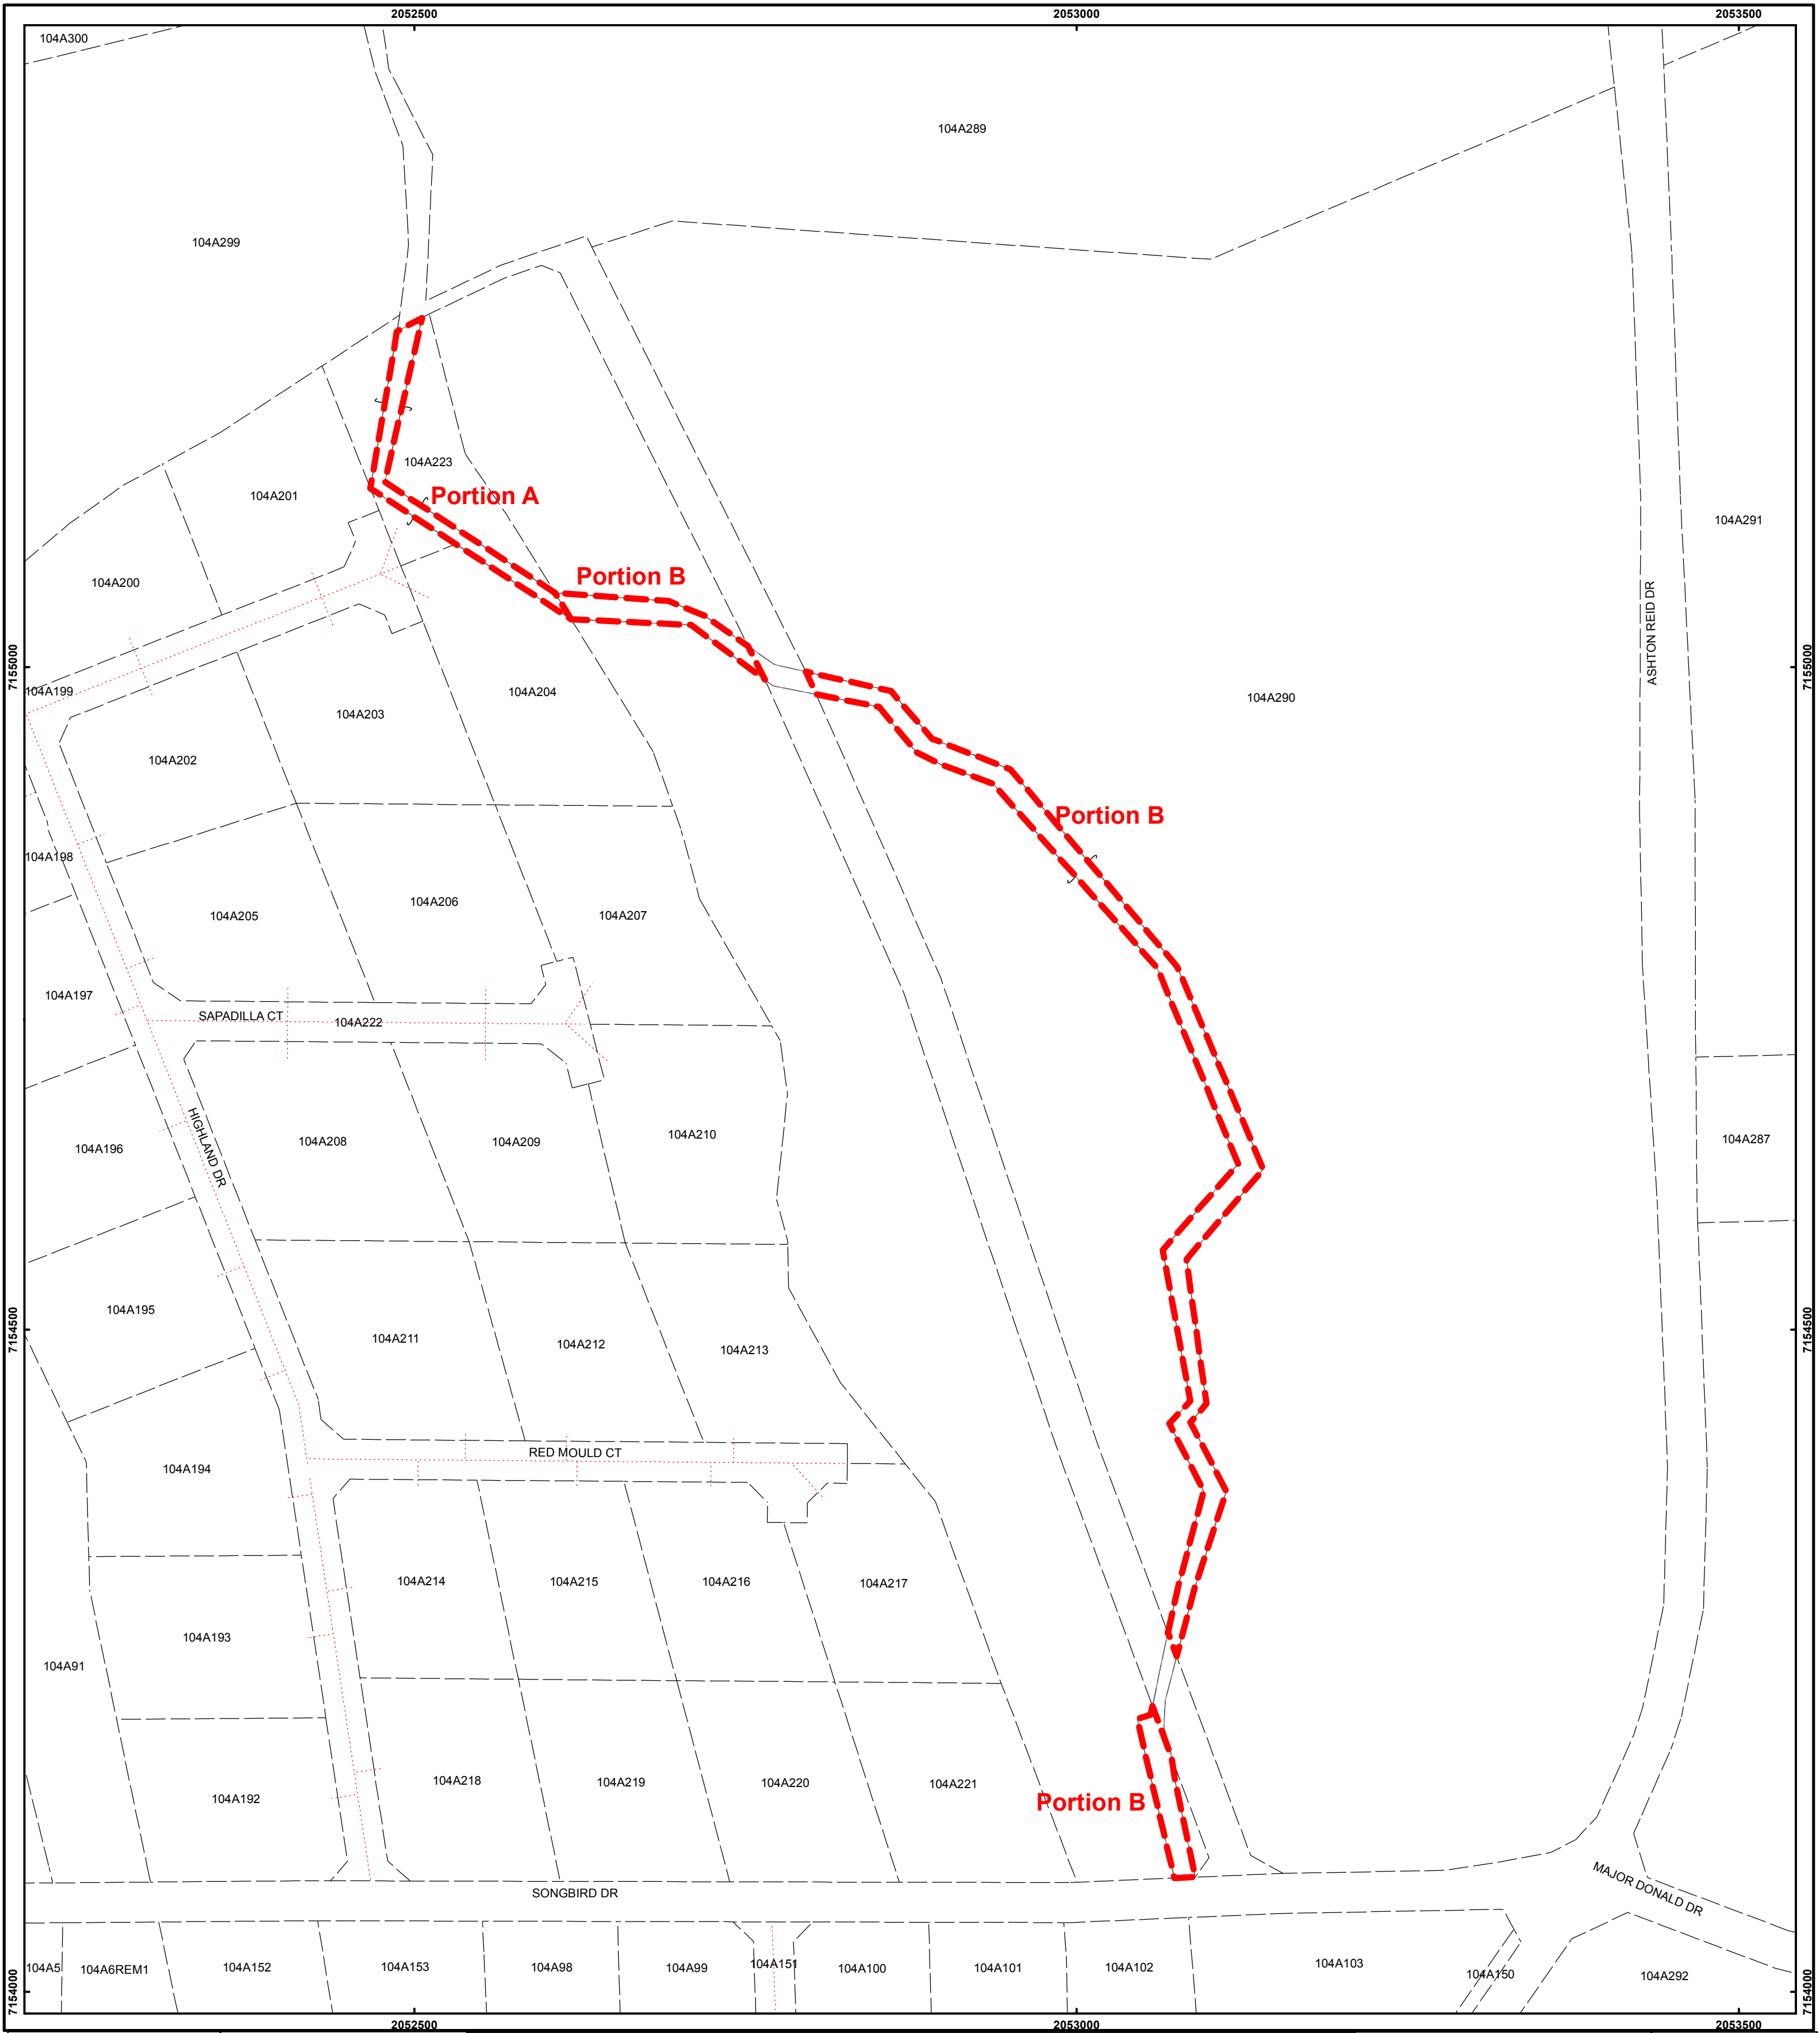 2052500
2053000
2053500
104A300
104A289
104A299
104A223
Portion A
104A201
104A291
Portion B
104A200
ASHTON REID DR
7155000
7155000
104A199
104A204
104A290
104A203
104A202
Portion B
104A198
104A206
104A205
104A207
104A197
SAPADILLA CT
104A222
HIGHLAND DR
104A210
104A287
104A208
104A209
104A196
104A195
7154500
7154500
104A211
104A212
104A213
RED MOULD CT
104A194
104A214
104A215
104A216
104A217
104A193
104A91
104A218
104A219
104A220
104A221
104A192
Portion B
SONGBIRD DR
MAJOR DONALD DR
104A5
104A6REM1
104A152
104A153
104A98
104A99
104A151
104A100
104A101
104A102
104A103
104A150
104A292
7154000
7154000
2052500
2053000
2053500